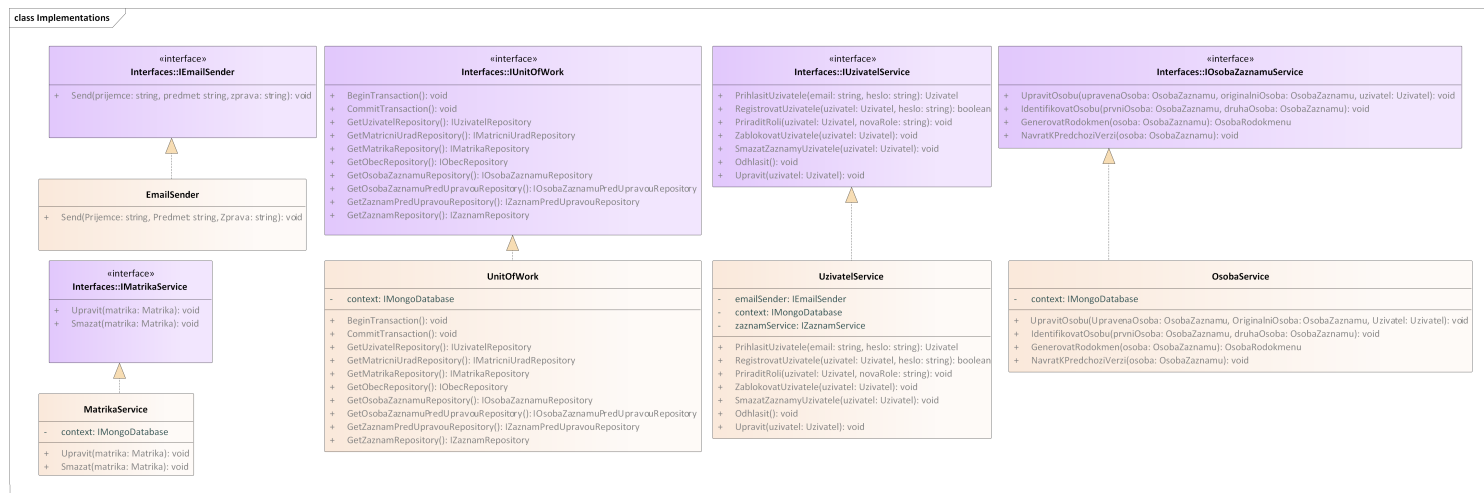 class Implementations
«interface»
Interfaces::IEmailSender
+ Send(prijemce: string, predmet: string, zprava: string): void
EmailSender
+ Send(Prijemce: string, Predmet: string, Zprava: string): void
«interface»
Interfaces::IMatrikaService
+ Upravit(matrika: Matrika): void
+ Smazat(matrika: Matrika): void
MatrikaService
- context: IMongoDatabase
+ Upravit(matrika: Matrika): void
+ Smazat(matrika: Matrika): void
«interface»
Interfaces::IUnitOfWork
+ BeginTransaction(): void
+ CommitTransaction(): void
+ GetUzivatelRepository(): IUzivatelRepository
+ GetMatricniUradRepository(): IMatricniUradRepository
+ GetMatrikaRepository(): IMatrikaRepository
+ GetObecRepository(): IObecRepository
+ GetOsobaZaznamuRepository(): IOsobaZaznamuRepository
+ GetOsobaZaznamuPredUpravouRepository(): IOsobaZaznamuPredUpravouRepository
+ GetZaznamPredUpravouRepository(): IZaznamPredUpravouRepository
+ GetZaznamRepository(): IZaznamRepository
UnitOfWork
- context: IMongoDatabase
+ BeginTransaction(): void
+ CommitTransaction(): void
+ GetUzivatelRepository(): IUzivatelRepository
+ GetMatricniUradRepository(): IMatricniUradRepository
+ GetMatrikaRepository(): IMatrikaRepository
+ GetObecRepository(): IObecRepository
+ GetOsobaZaznamuRepository(): IOsobaZaznamuRepository
+ GetOsobaZaznamuPredUpravouRepository(): IOsobaZaznamuPredUpravouRepository
+ GetZaznamPredUpravouRepository(): IZaznamPredUpravouRepository
+ GetZaznamRepository(): IZaznamRepository
«interface»
Interfaces::IUzivatelService
+ PrihlasitUzivatele(email: string, heslo: string): Uzivatel
+ RegistrovatUzivatele(uzivatel: Uzivatel, heslo: string): boolean
+ PriraditRoli(uzivatel: Uzivatel, novaRole: string): void
+ ZablokovatUzivatele(uzivatel: Uzivatel): void
+ SmazatZaznamyUzivatele(uzivatel: Uzivatel): void
+ Odhlasit(): void
+ Upravit(uzivatel: Uzivatel): void
UzivatelService
- emailSender: IEmailSender
- context: IMongoDatabase
- zaznamService: IZaznamService
+ PrihlasitUzivatele(email: string, heslo: string): Uzivatel
+ RegistrovatUzivatele(uzivatel: Uzivatel, heslo: string): boolean
+ PriraditRoli(uzivatel: Uzivatel, novaRole: string): void
+ ZablokovatUzivatele(uzivatel: Uzivatel): void
+ SmazatZaznamyUzivatele(uzivatel: Uzivatel): void
+ Odhlasit(): void
+ Upravit(uzivatel: Uzivatel): void
«interface»
Interfaces::IOsobaZaznamuService
+ UpravitOsobu(upravenaOsoba: OsobaZaznamu, originalniOsoba: OsobaZaznamu, uzivatel: Uzivatel): void
+ IdentifikovatOsobu(prvniOsoba: OsobaZaznamu, druhaOsoba: OsobaZaznamu): void
+ GenerovatRodokmen(osoba: OsobaZaznamu): OsobaRodokmenu
+ NavratKPredchoziVerzi(osoba: OsobaZaznamu): void
OsobaService
- context: IMongoDatabase
+ UpravitOsobu(UpravenaOsoba: OsobaZaznamu, OriginalniOsoba: OsobaZaznamu, Uzivatel: Uzivatel): void
+ IdentifikovatOsobu(prvniOsoba: OsobaZaznamu, druhaOsoba: OsobaZaznamu): void
+ GenerovatRodokmen(osoba: OsobaZaznamu): OsobaRodokmenu
+ NavratKPredchoziVerzi(osoba: OsobaZaznamu): void